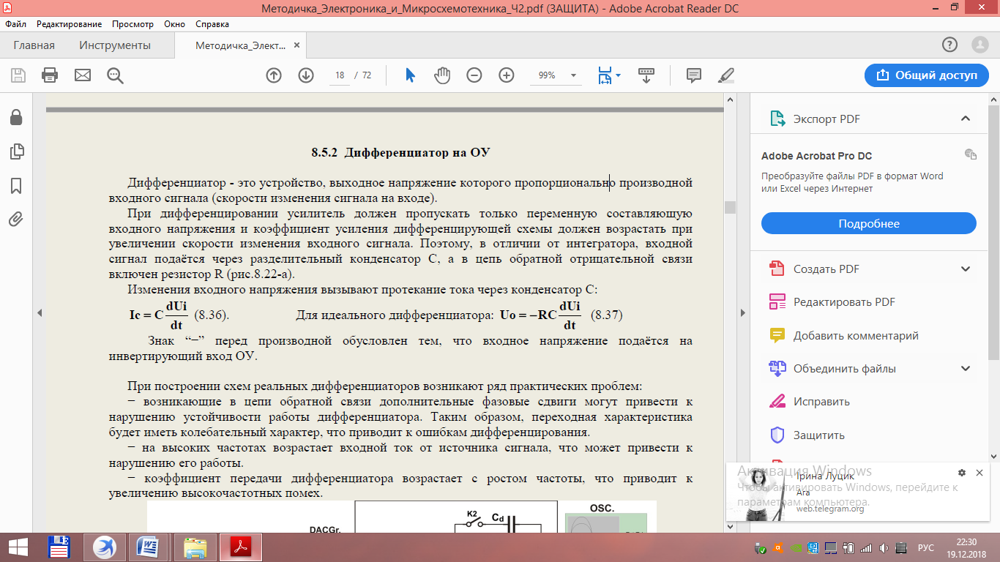 Методичка_Электроника_и_Микросхемотехника_Ч2.pdf (ЗАЩИТА) - Adobe Acrobat Reader DC
Файл Редактирование Просмотр Окно Справка
Главная Инструменты Методичка_Элект... ×
18 / 72 99% Общий доступ
8.5.2 Дифференциатор на ОУ
Дифференциатор - это устройство, выходное напряжение которого пропорционально производной
входного сигнала (скорости изменения сигнала на входе).
При дифференцировании усилитель должен пропускать только переменную составляющую
входного напряжения и коэффициент усиления дифференцирующей схемы должен возрастать при
увеличении скорости изменения входного сигнала. Поэтому, в отличии от интегратора, входной
сигнал подаётся через разделительный конденсатор С, а в цепь обратной отрицательной связи
включен резистор R (рис.8.22-а).
Изменения входного напряжения вызывают протекание тока через конденсатор С:
Ic = C dUi/dt (8.36). Для идеального дифференциатора: Uo = −RC dUi/dt (8.37)
Знак “−” перед производной обусловлен тем, что входное напряжение подаётся на
инвертирующий вход ОУ.
При построении схем реальных дифференциаторов возникают ряд практических проблем:
− возникающие в цепи обратной связи дополнительные фазовые сдвиги могут привести к
нарушению устойчивости работы дифференциатора. Таким образом, переходная характеристика
будет иметь колебательный характер, что приводит к ошибкам дифференцирования.
− на высоких частотах возрастает входной ток от источника сигнала, что может привести к
нарушению его работы.
− коэффициент передачи дифференциатора возрастает с ростом частоты, что приводит к
увеличению высокочастотных помех.
DACGr. K2 Cd OSC.
Экспорт PDF
Adobe Acrobat Pro DC
Преобразуйте файлы PDF в формат Word
или Excel через Интернет
Подробнее
Создать PDF
Редактировать PDF
Добавить комментарий
Объединить файлы
Исправить
Защитить
Активация Windows
Чтобы активировать Windows, перейдите к
параметрам компьютера.
Ірина Луцик
Ага
web.telegram.org
РУС
22:30
19.12.2018